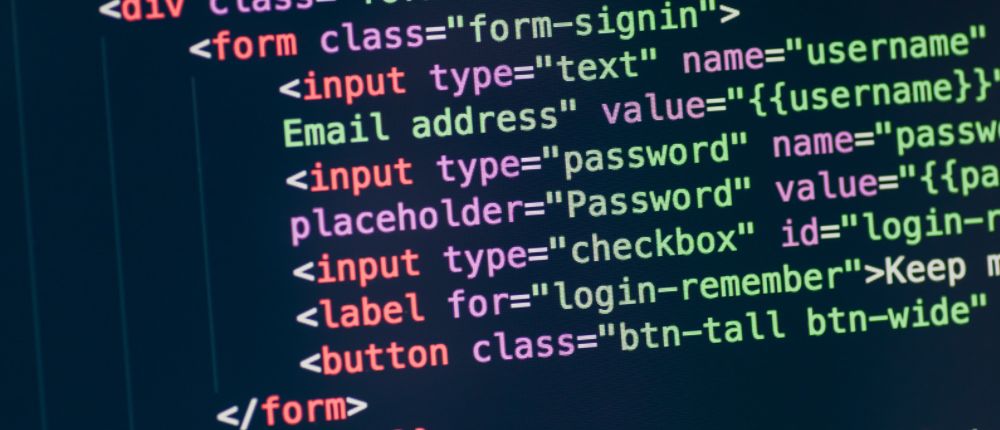 <div class=
<form class="form-signin">
<input type="text" name="username"
Email address" value="{{username}}"
<input type="password" name="passw
placeholder="Password" value="{{pa
<input type="checkbox" id="login-r
<label for="login-remember">Keep m
<button class="btn-tall btn-wide"
</form>